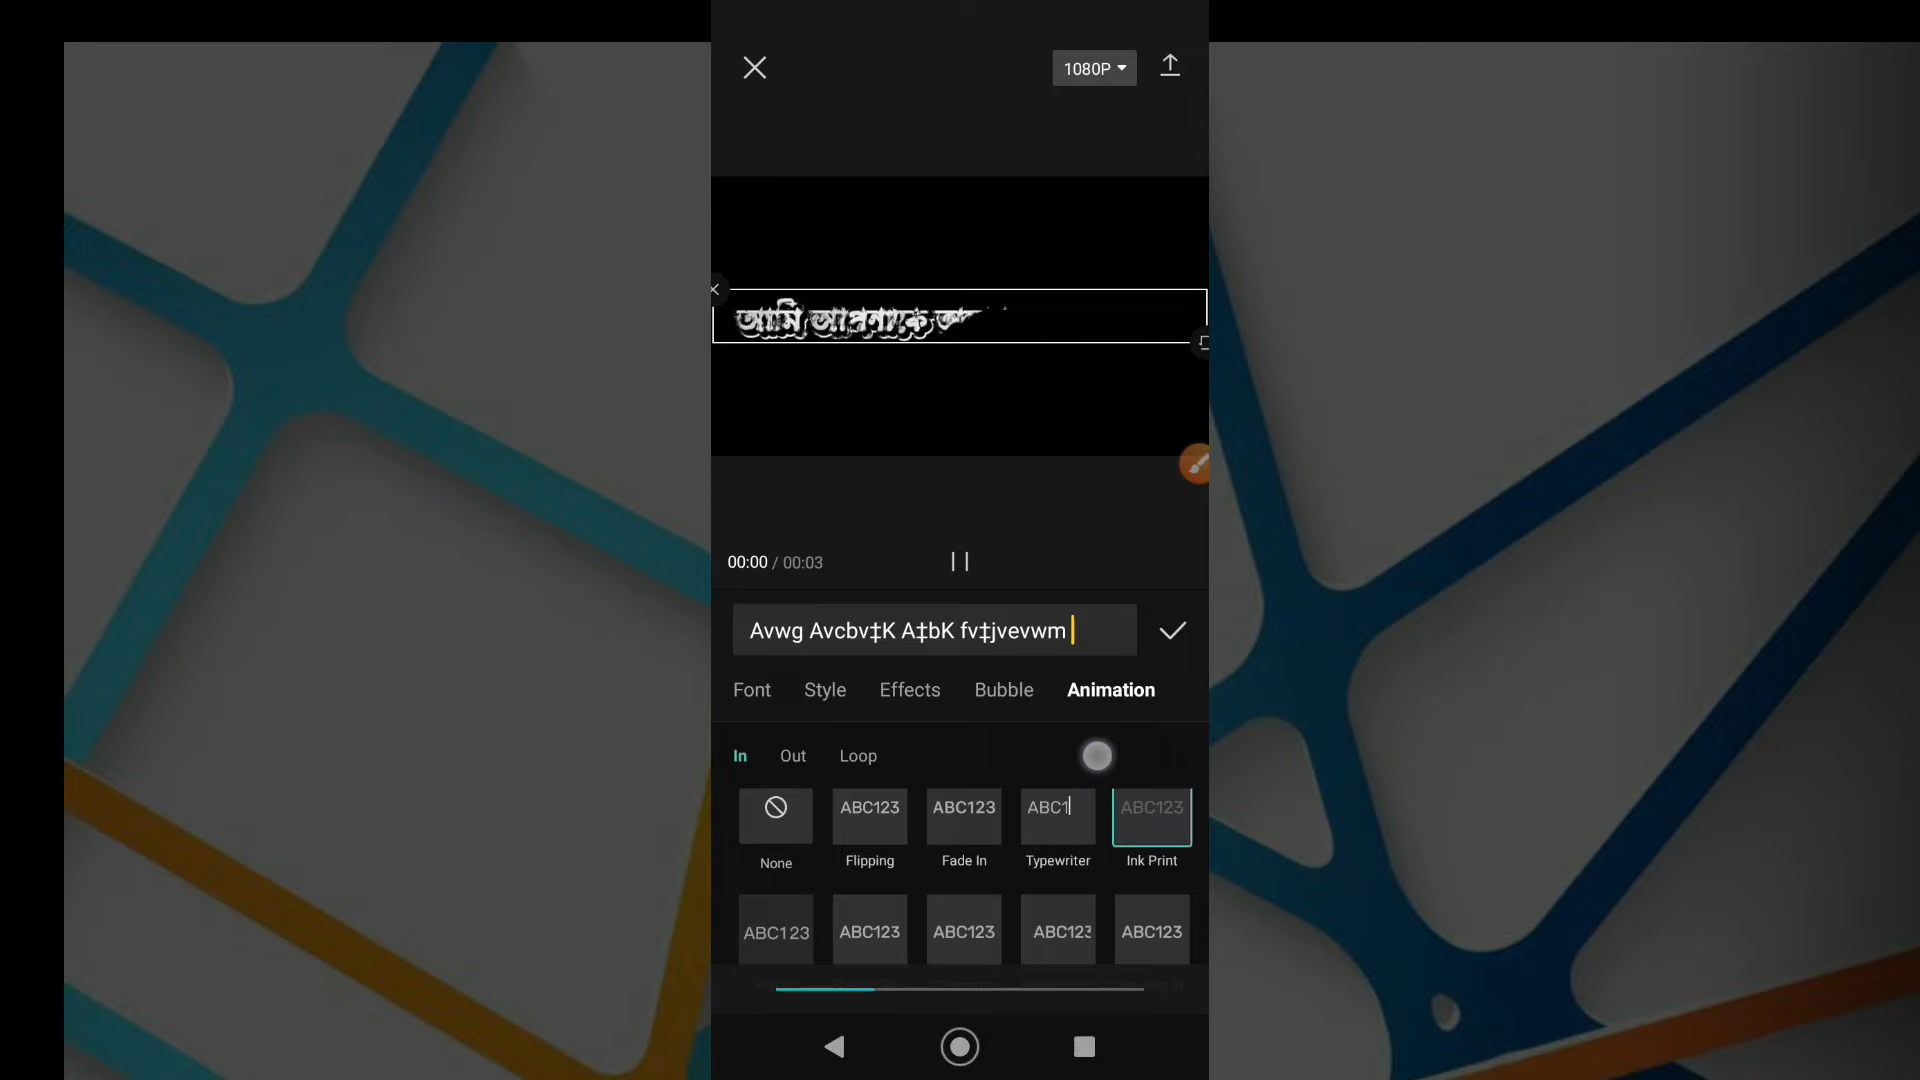 1080P
আমি আপনাকে
00:00 / 00:03
Avwg Avcbv‡K A‡bK fv‡jvevwm
Font Style Effects Bubble Animation
In Out Loop
ABC123 ABC123 ABC1 ABC123
None Flipping Fade In Typewriter Ink Print
ABC123 ABC123 ABC123 ABC123 ABC123